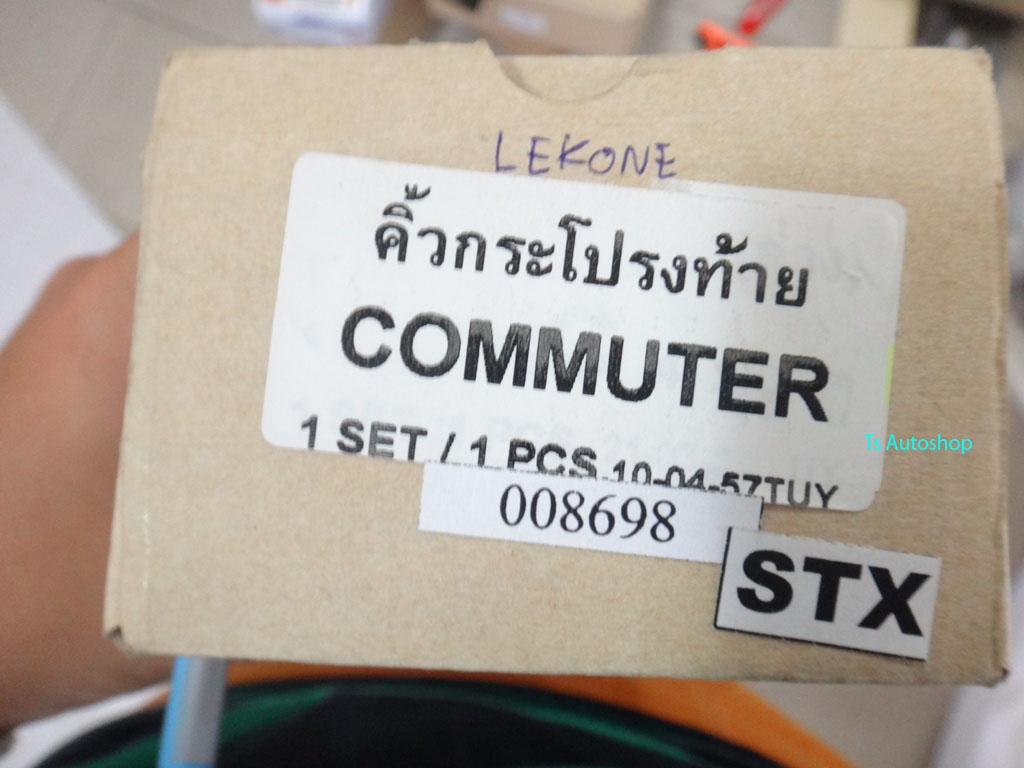 LEKONE
คิ้วกระโปรงท้าย
COMMUTER
1 SET / 1 PCS 10-04-57TUY
008698
STX
Ts Autoshop